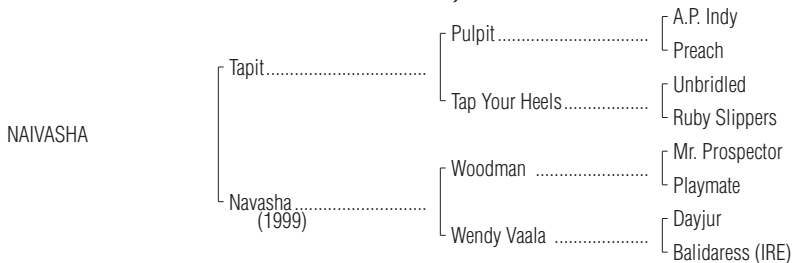 A.P. Indy
Pulpit................................................
Preach
Tapit..................................
Unbridled
Tap Your Heels..................
Ruby Slippers
NAIVASHA
Mr. Prospector
Woodman ........................
Playmate
Navasha............................
(1999)
Dayjur
Wendy Vaala ....................
Balidaress (IRE)